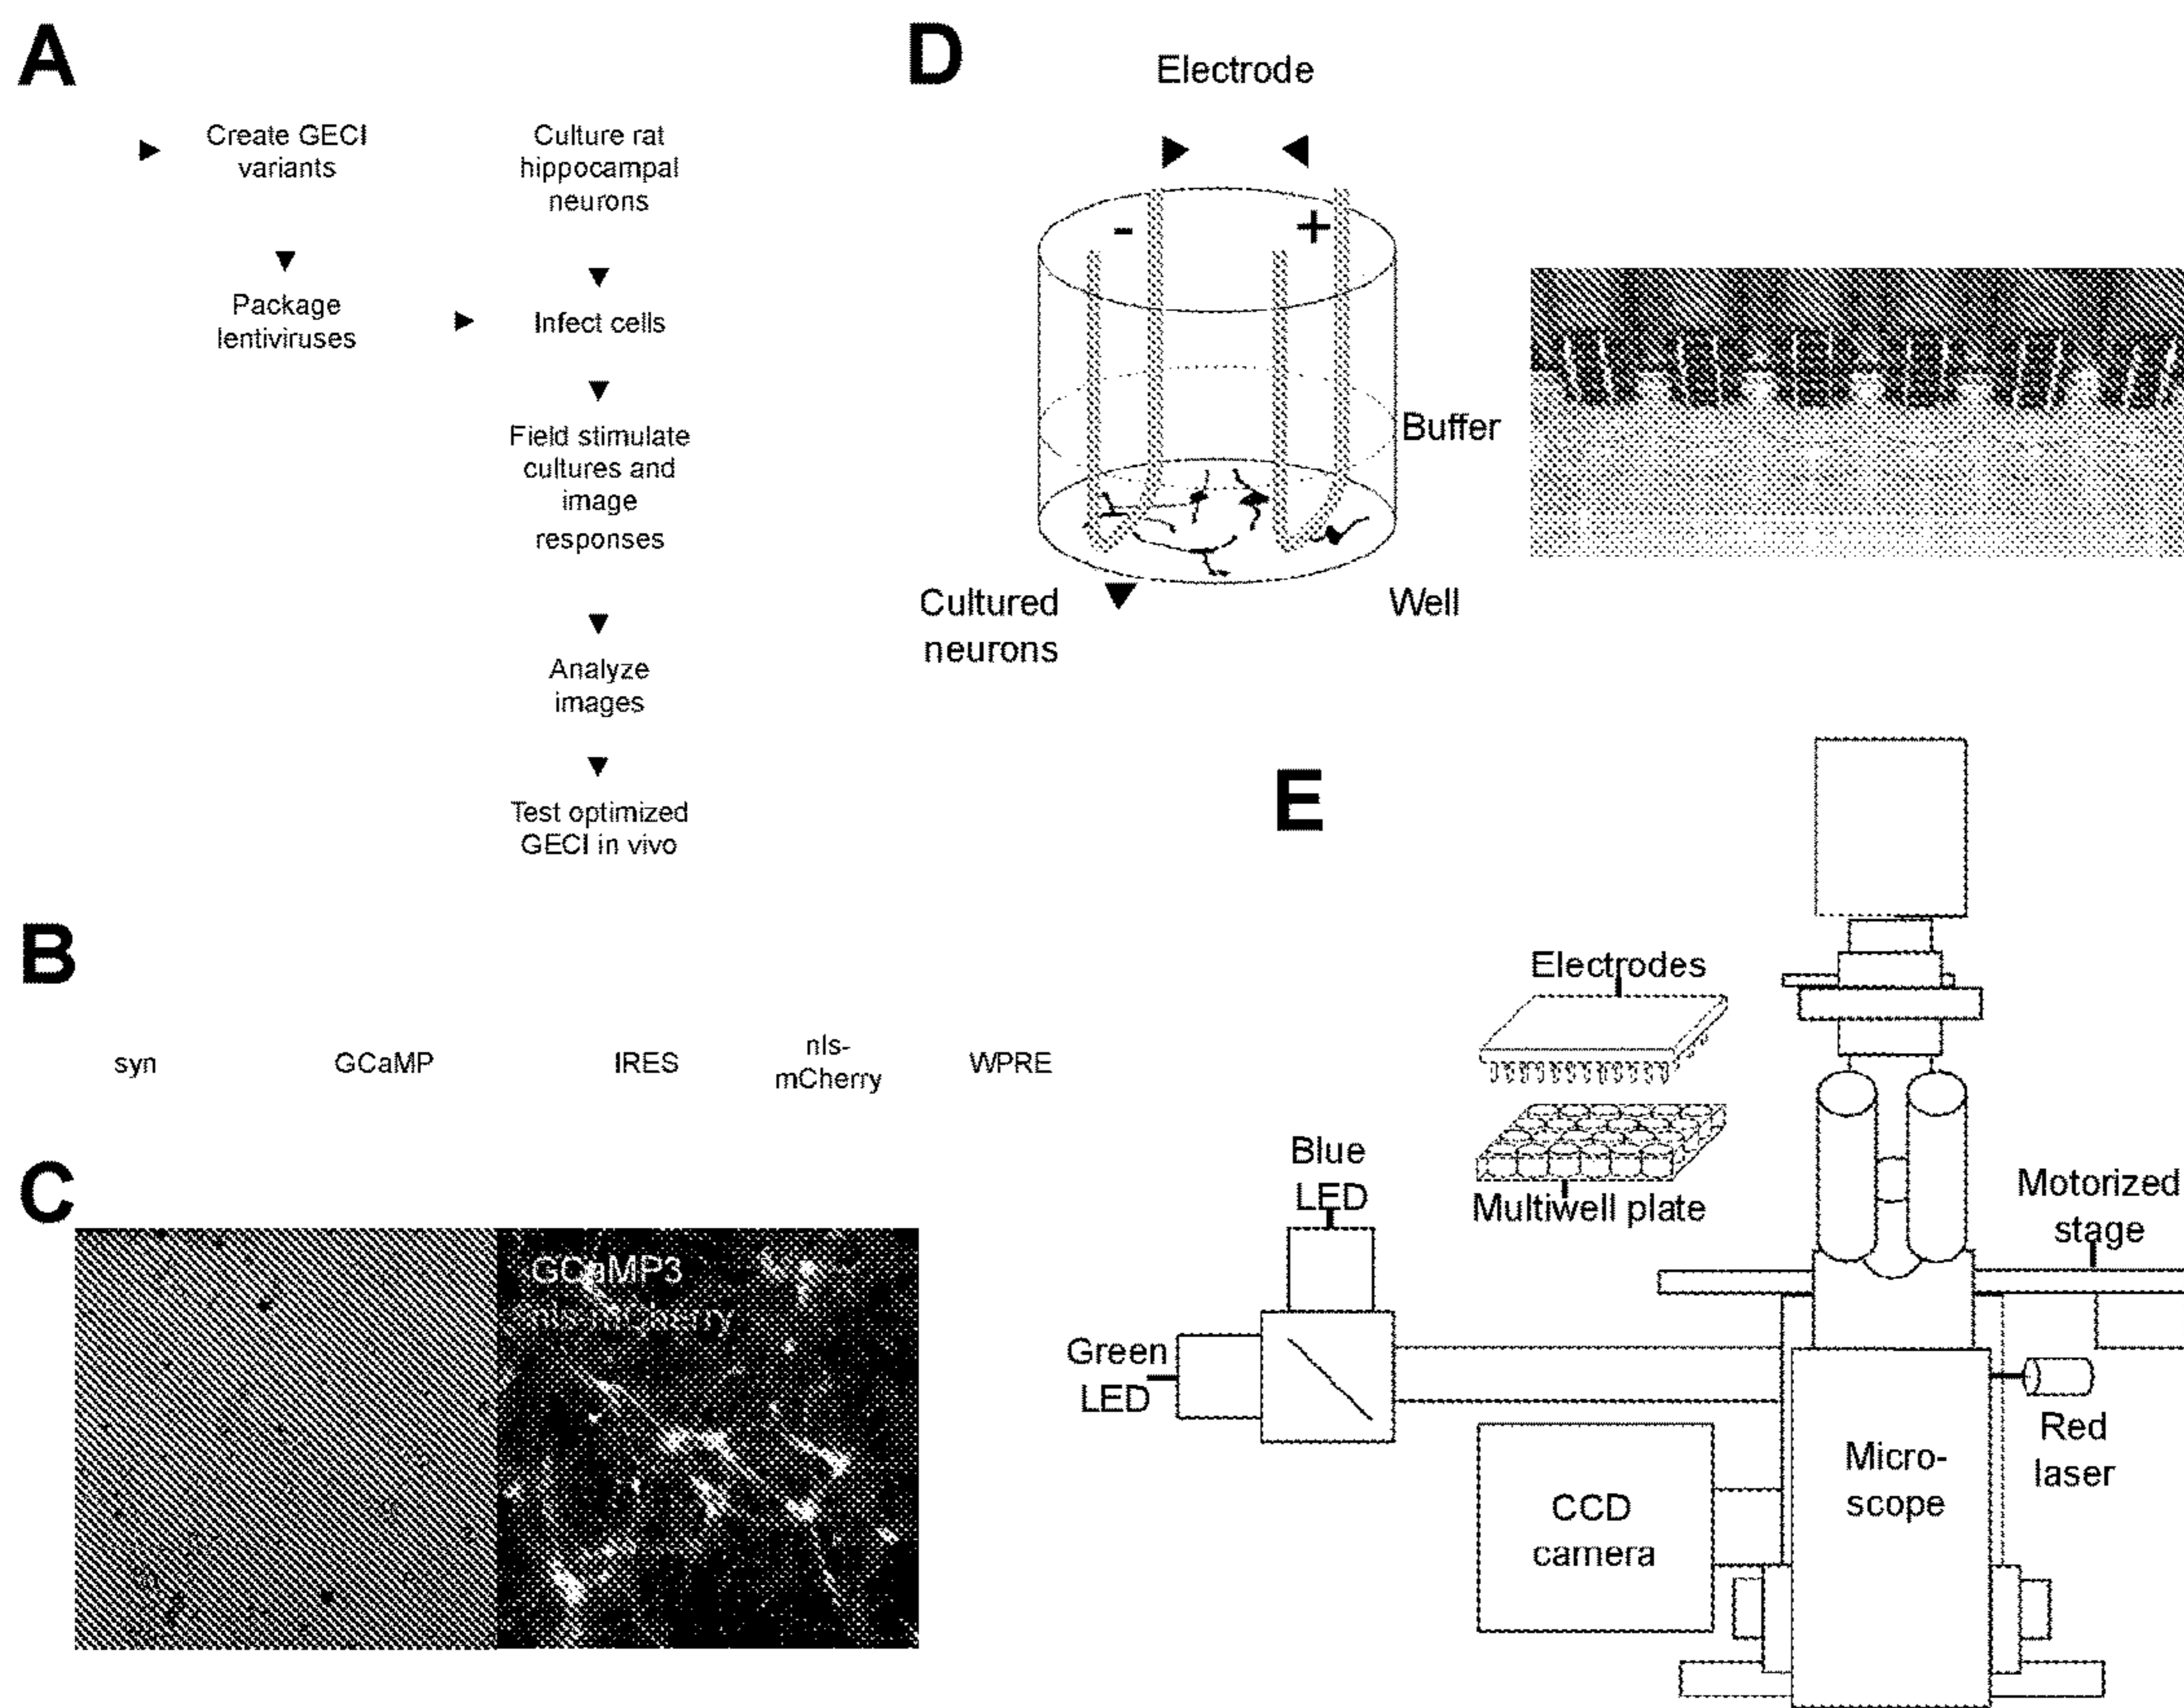 A
Create GECI
variants
Culture rat
hippocampal
neurons
Package
lentiviruses
Infect cells
Field stimulate
cultures and
image
responses
Analyze
images
Test optimized
GECI in vivo
B
syn
GCaMP
IRES
nls-
mCherry
WPRE
C
GCaMP3
nls-mCherry
D
Electrode
-
+
Buffer
Cultured
neurons
Well
E
Electrodes
Multiwell plate
Blue
LED
Green
LED
Motorized
stage
Red
laser
Micro-
scope
CCD
camera